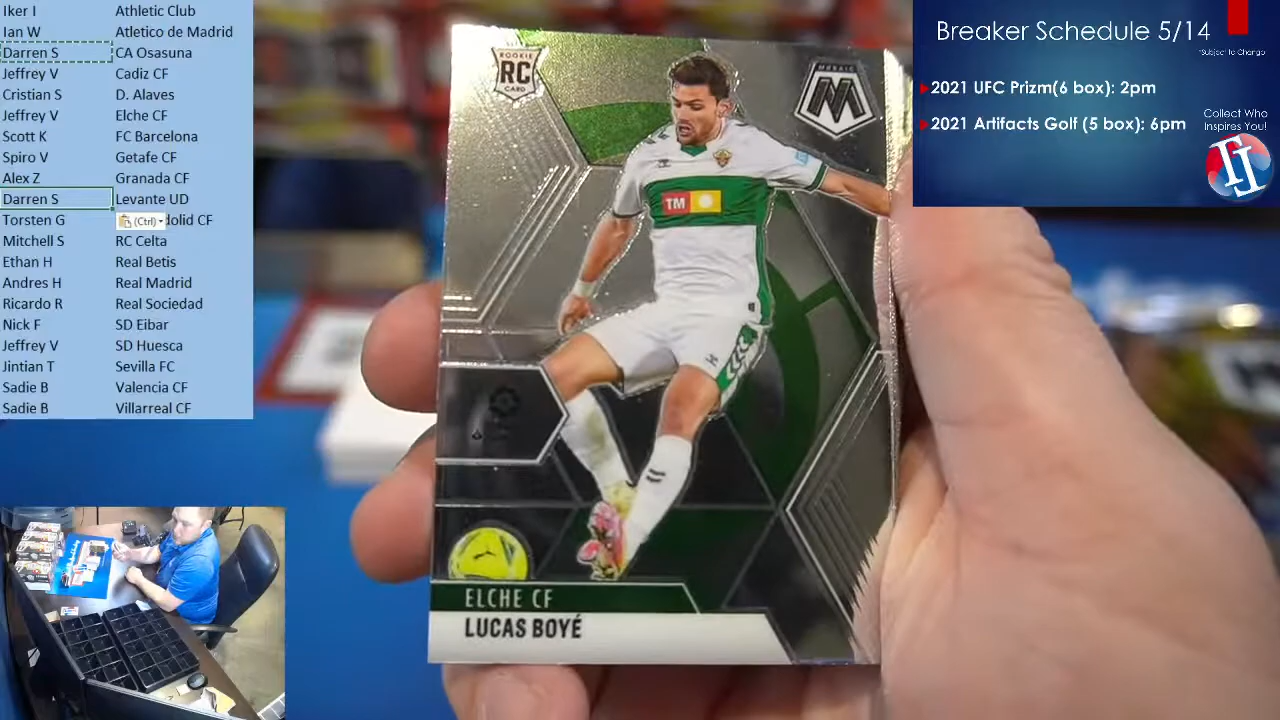 Iker I Athletic Club
Ian W Atletico de Madrid
Darren S CA Osasuna
Jeffrey V Cadiz CF
Cristian S D. Alaves
Jeffrey V Elche CF
Scott K FC Barcelona
Spiro V Getafe CF
Alex Z Granada CF
Darren S Levante UD
Torsten G (Ctrl) dolid CF
Mitchell S RC Celta
Ethan H Real Betis
Andres H Real Madrid
Ricardo R Real Sociedad
Nick F SD Eibar
Jeffrey V SD Huesca
Jintian T Sevilla FC
Sadie B Valencia CF
Sadie B Villarreal CF
ROOKIE
RC
CARD
MOSAIC
TM
ELCHE CF
LUCAS BOYÉ
Breaker Schedule 5/14
*Subject to Change
2021 UFC Prizm(6 box): 2pm
2021 Artifacts Golf (5 box): 6pm
Collect Who
Inspires You!